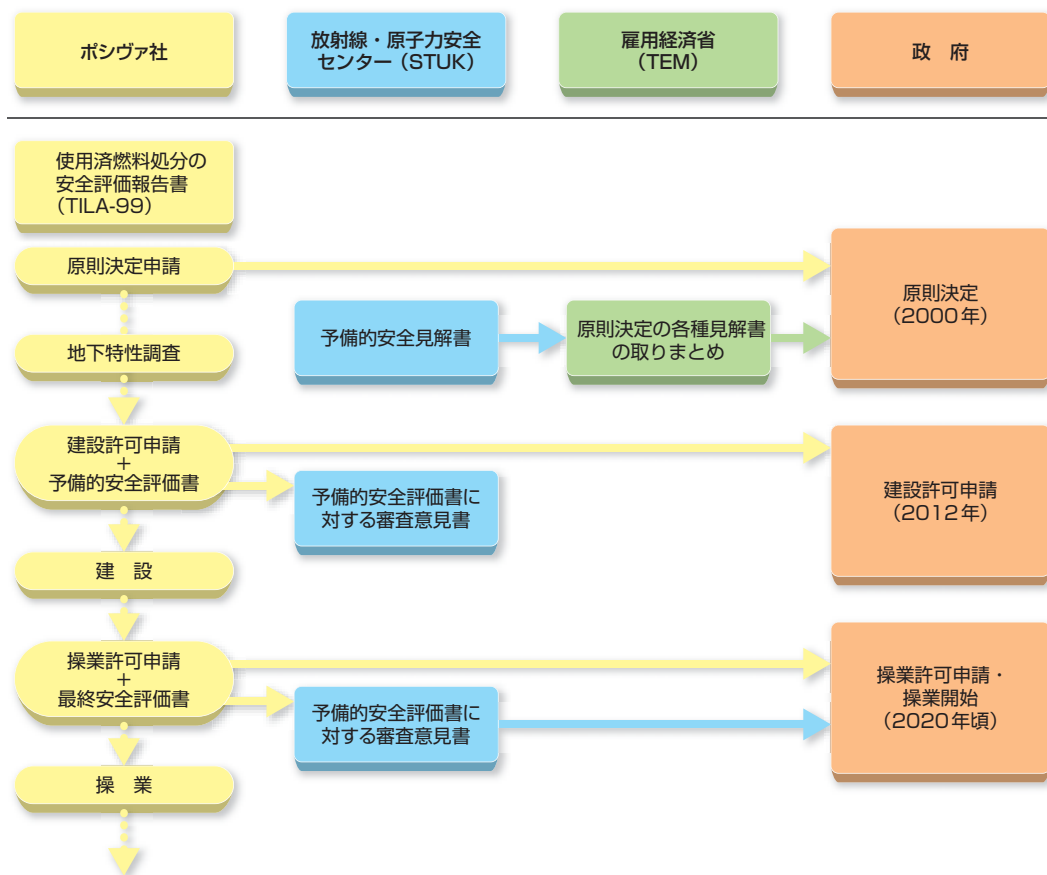 ポシヴァ社
放射線・原子力安全
センター（STUK）
雇用経済省
（TEM）
政　府
使用済燃料処分の
安全評価報告書
（TILA-99）
原則決定申請
原則決定
（2000年）
予備的安全見解書
原則決定の各種見解書
の取りまとめ
地下特性調査
建設許可申請
＋
予備的安全評価書
予備的安全評価書に
対する審査意見書
建設許可申請
（2012年）
建　設
操業許可申請
＋
最終安全評価書
予備的安全評価書に
対する審査意見書
操業許可申請・
操業開始
（2020年頃）
操　業